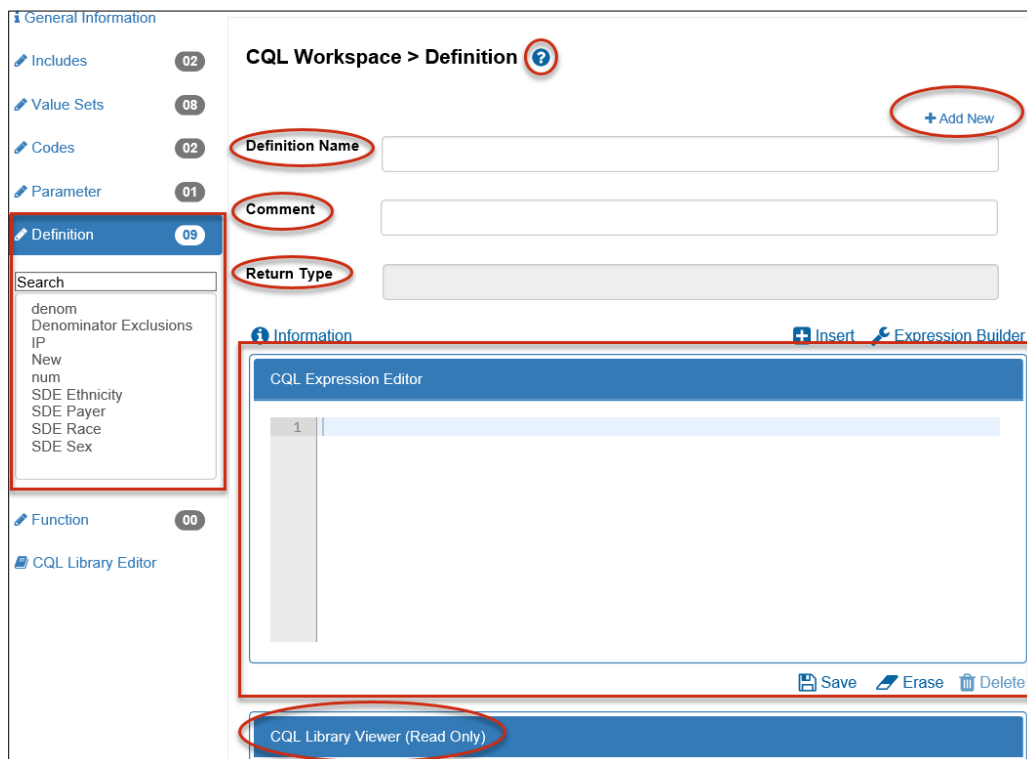 General Information
Includes 02
Value Sets 08
Codes 02
Parameter 01
Definition 09
Search
denom
Denominator Exclusions
IP
New
num
SDE Ethnicity
SDE Payer
SDE Race
SDE Sex
Function 00
CQL Library Editor
CQL Workspace > Definition ?
+ Add New
Definition Name
Comment
Return Type
Information Insert Expression Builder
CQL Expression Editor
1
Save Erase Delete
CQL Library Viewer (Read Only)